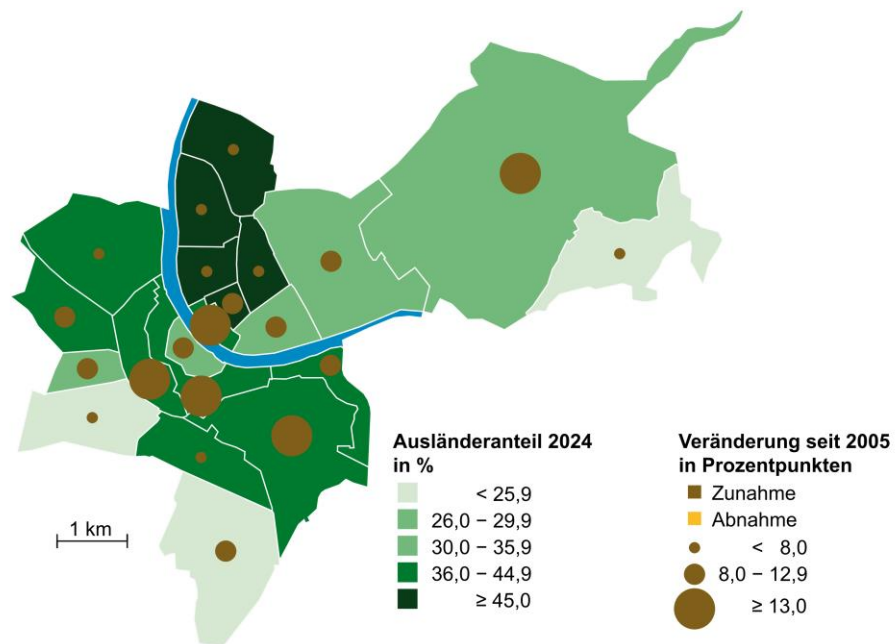 Ausländeranteil 2024
in %
< 25,9
26,0 – 29,9
30,0 – 35,9
36,0 – 44,9
≥ 45,0
Veränderung seit 2005
in Prozentpunkten
Zunahme
Abnahme
< 8,0
8,0 – 12,9
≥ 13,0
1 km